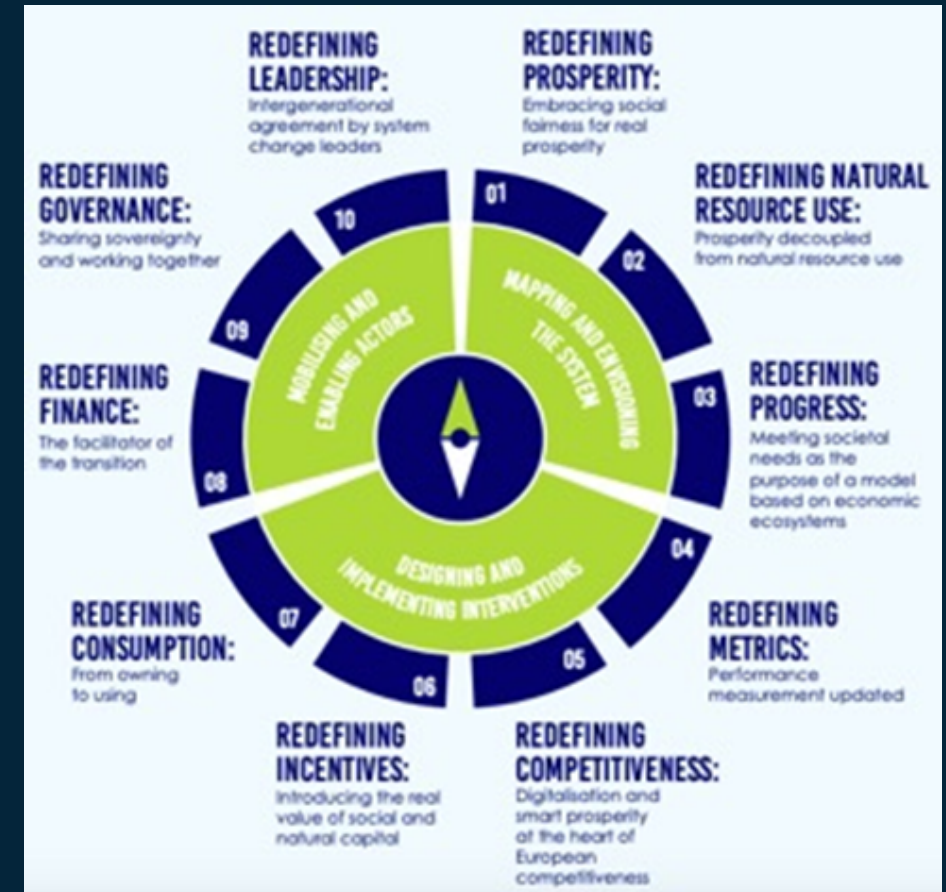 REDEFINING
LEADERSHIP:
Intergenerational
agreement by system
change leaders
REDEFINING
PROSPERITY:
Embracing social
fairness for real
prosperity
REDEFINING NATURAL
RESOURCE USE:
Prosperity decoupled
from natural resource use
REDEFINING
PROGRESS:
Meeting societal
needs as the
purpose of a model
based on economic
ecosystems
REDEFINING
METRICS:
Performance
measurement updated
REDEFINING
COMPETITIVENESS:
Digitalisation and
smart prosperity
at the heart of
European
competitiveness
REDEFINING
INCENTIVES:
Introducing the real
value of social and
natural capital
REDEFINING
CONSUMPTION:
From owning
to using
REDEFINING
FINANCE:
The facilitator of
the transition
REDEFINING
GOVERNANCE:
Sharing sovereignty
and working together
01
02
03
04
05
06
07
08
09
10
MAPPING AND ENVISIONING
THE SYSTEM
DESIGNING AND
IMPLEMENTING INTERVENTIONS
MOBILISING AND
ENABLING ACTORS